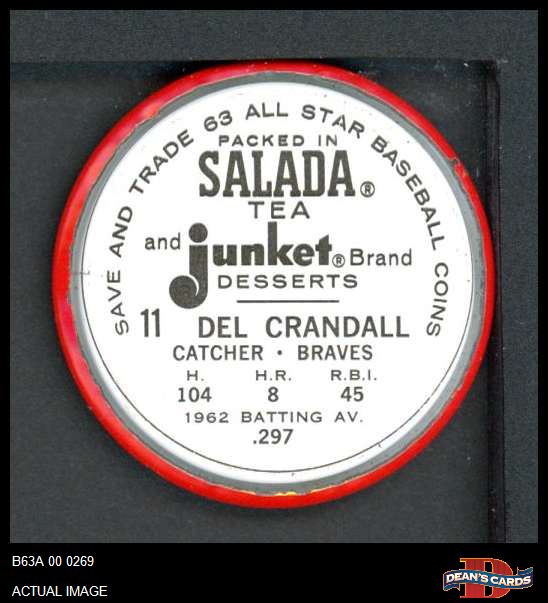 SAVE AND TRADE 63 ALL STAR BASEBALL COINS
PACKED IN
SALADA®
TEA
and junket® Brand
DESSERTS
11 DEL CRANDALL
CATCHER · BRAVES
H. H.R. R.B.I.
104 8 45
1962 BATTING AV.
.297
B63A 00 0269
ACTUAL IMAGE
D
DEAN'S CARDS